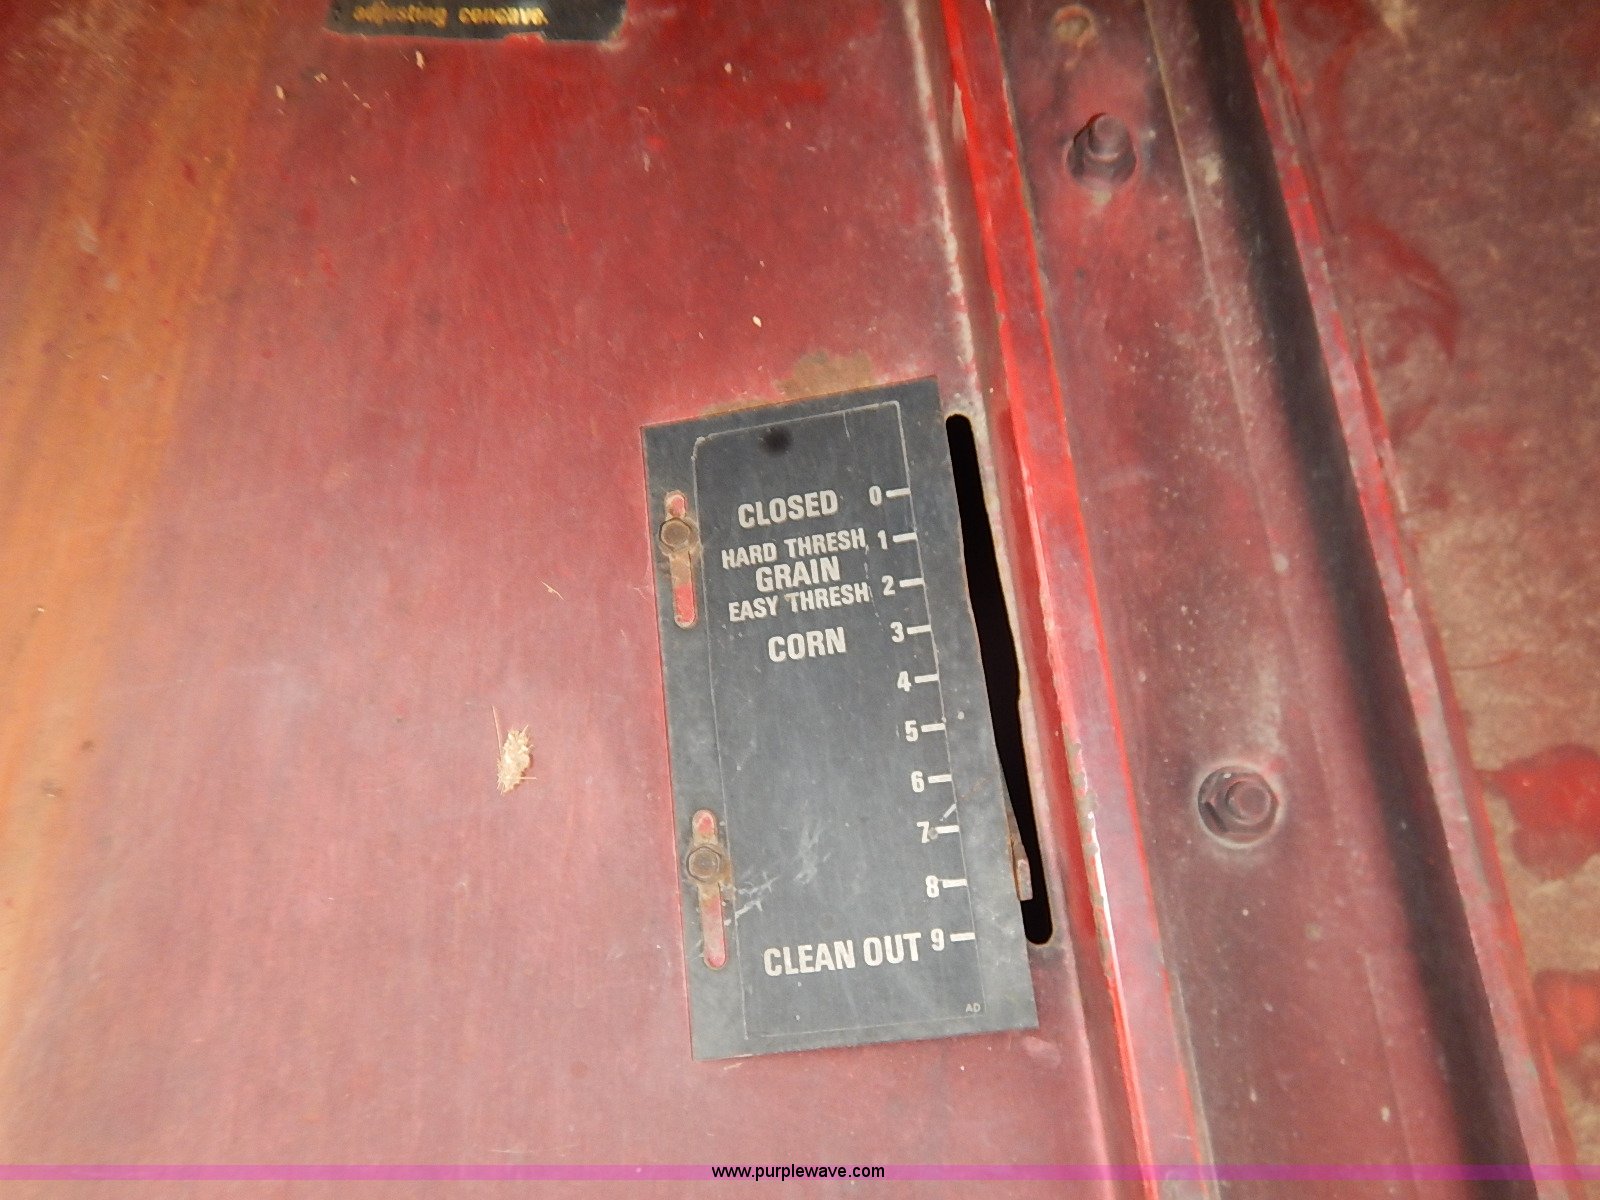 adjusting concave.
CLOSED 0
HARD THRESH 1
GRAIN
EASY THRESH 2
CORN 3
4
5
6
7
8
CLEAN OUT 9
AD
www.purplewave.com